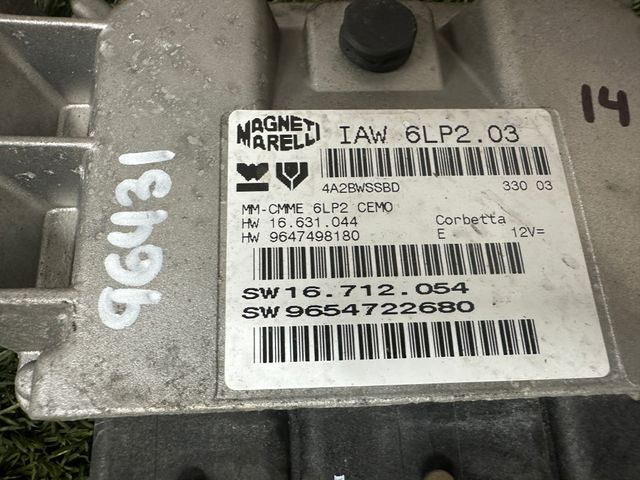 MAGNETI
MARELLI
IAW 6LP2.03
4A2BWSSBD 330 03
MM-CMME 6LP2 CEMO
HW 16.631.044 Corbetta
HW 9647498180 E 12V=
SW16.712.054
SW9654722680
96431
14